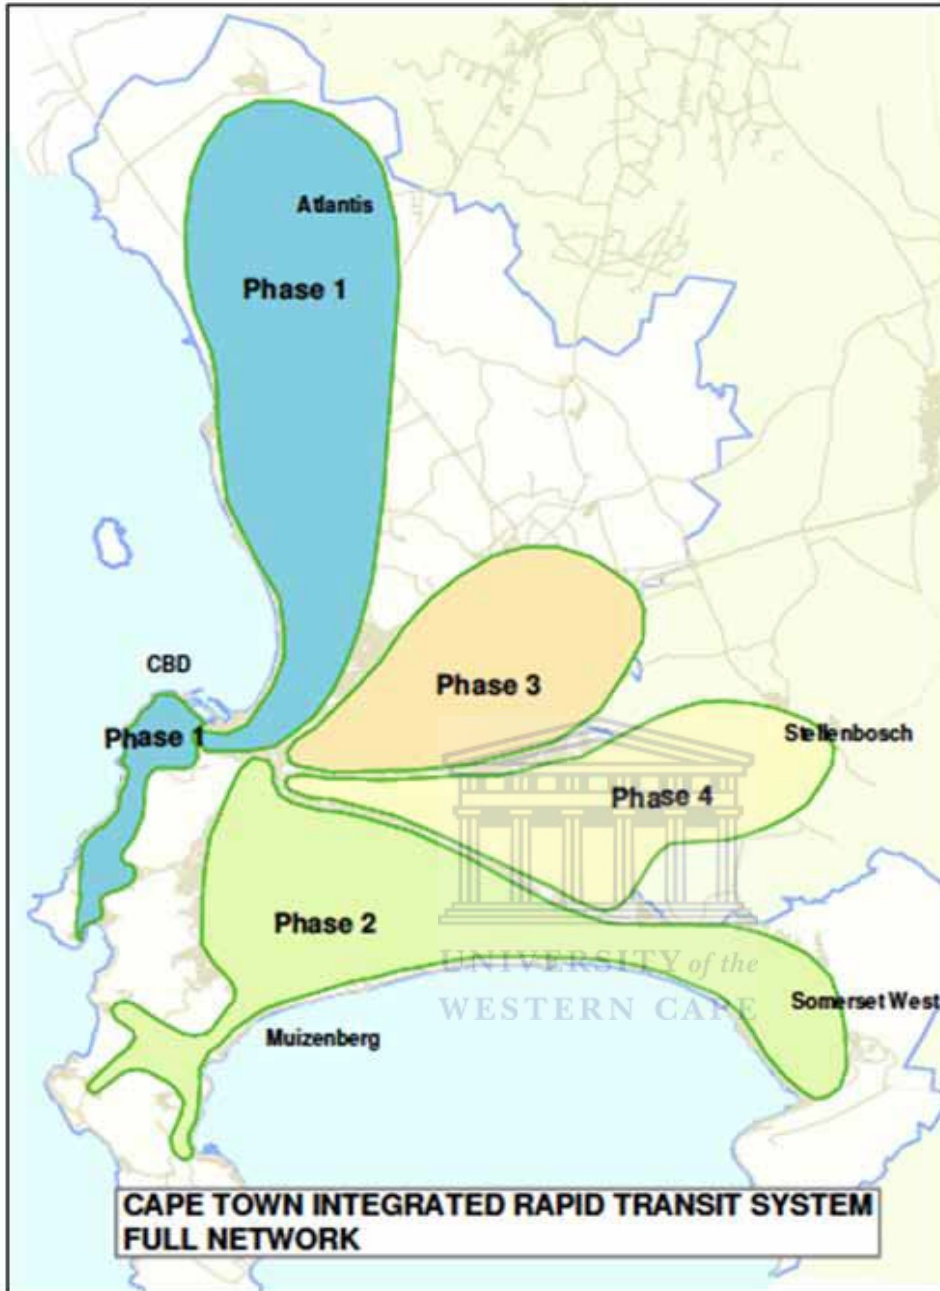 Atlantis
Phase 1
CBD
Phase 1
Phase 3
Stellenbosch
Phase 4
Phase 2
UNIVERSITY of the
WESTERN CAPE
Somerset West
Muizenberg
CAPE TOWN INTEGRATED RAPID TRANSIT SYSTEM
FULL NETWORK